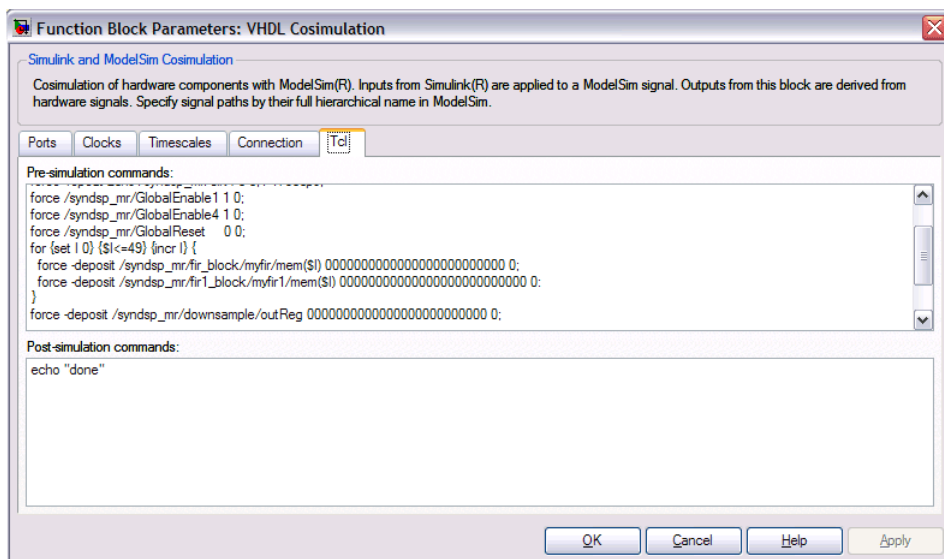 Function Block Parameters: VHDL Cosimulation
Simulink and ModelSim Cosimulation
Cosimulation of hardware components with ModelSim(R). Inputs from Simulink(R) are applied to a ModelSim signal. Outputs from this block are derived from
hardware signals. Specify signal paths by their full hierarchical name in ModelSim.
Ports Clocks Timescales Connection Tcl
Pre-simulation commands:
force /syndsp_mr/GlobalEnable1 1 0;
force /syndsp_mr/GlobalEnable4 1 0;
force /syndsp_mr/GlobalReset 0 0;
for {set I 0} {$I<=49} {incr I} {
force -deposit /syndsp_mr/fir_block/myfir/mem($I) 0000000000000000000000000 0;
force -deposit /syndsp_mr/fir1_block/myfir1/mem($I) 00000000000000000000000000 0:
}
force -deposit /syndsp_mr/downsample/outReg 0000000000000000000000000 0;
Post-simulation commands:
echo "done"
OK Cancel Help Apply